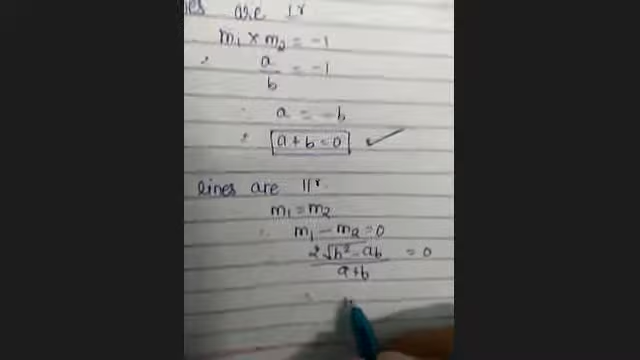 are ⊥r
m₁ × m₂ = -1
∴ a/b = -1
a = -b
∴ a + b = 0 ✓
lines are ||r
m₁ = m₂
∴ m₁ - m₂ = 0
2√h² - ab / a+b = 0